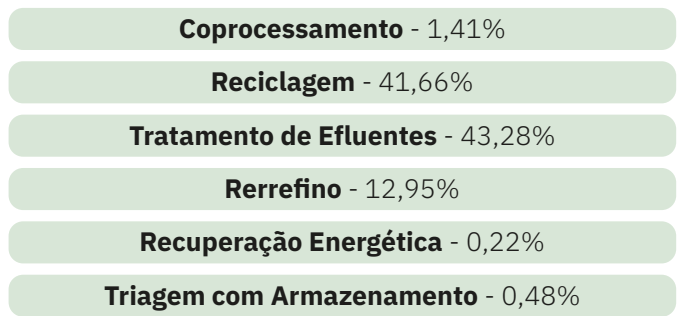 Coprocessamento - 1,41%
Reciclagem - 41,66%
Tratamento de Efluentes - 43,28%
Rerrefino - 12,95%
Recuperação Energética - 0,22%
Triagem com Armazenamento - 0,48%